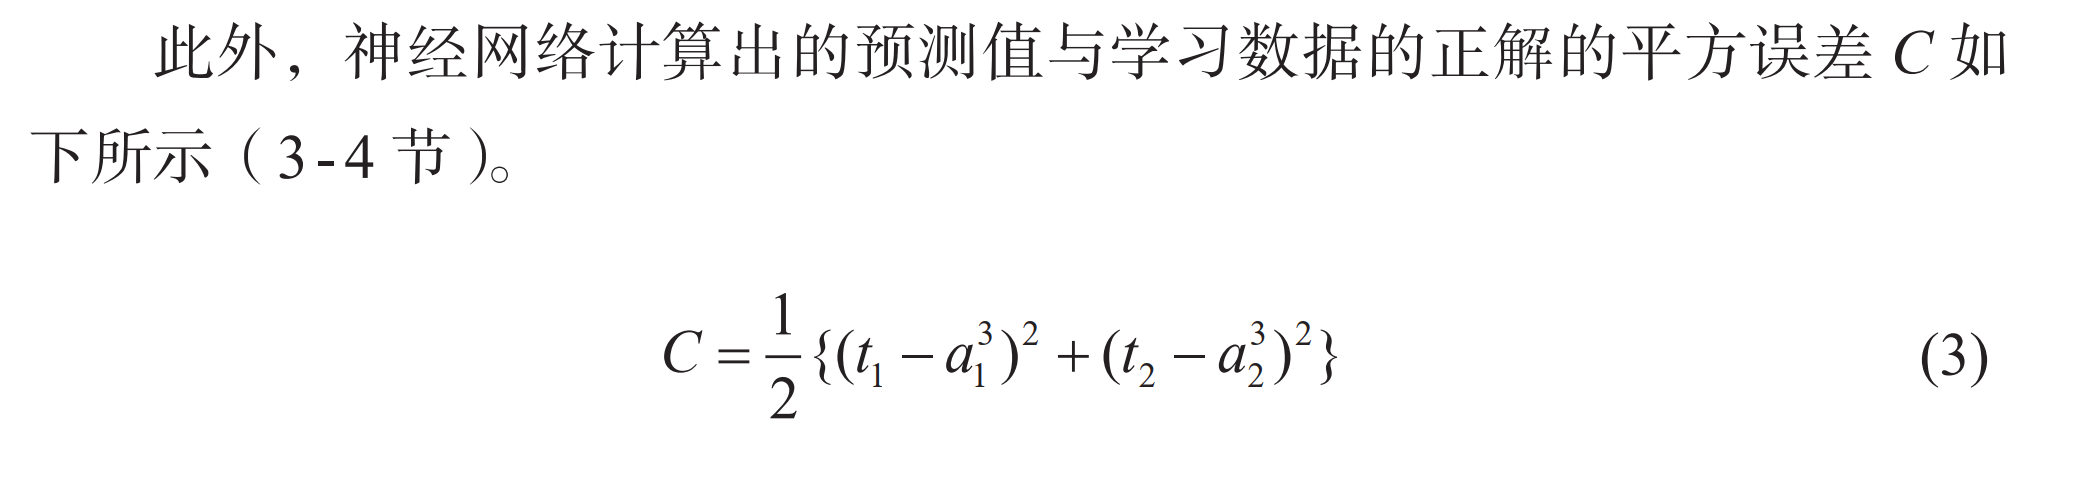 此外，神经网络计算出的预测值与学习数据的正解的平方误差 C 如
下所示（3-4 节）。
$C = \frac{1}{2}\{(t_1 - a_1^3)^2 + (t_2 - a_2^3)^2\}$ (3)